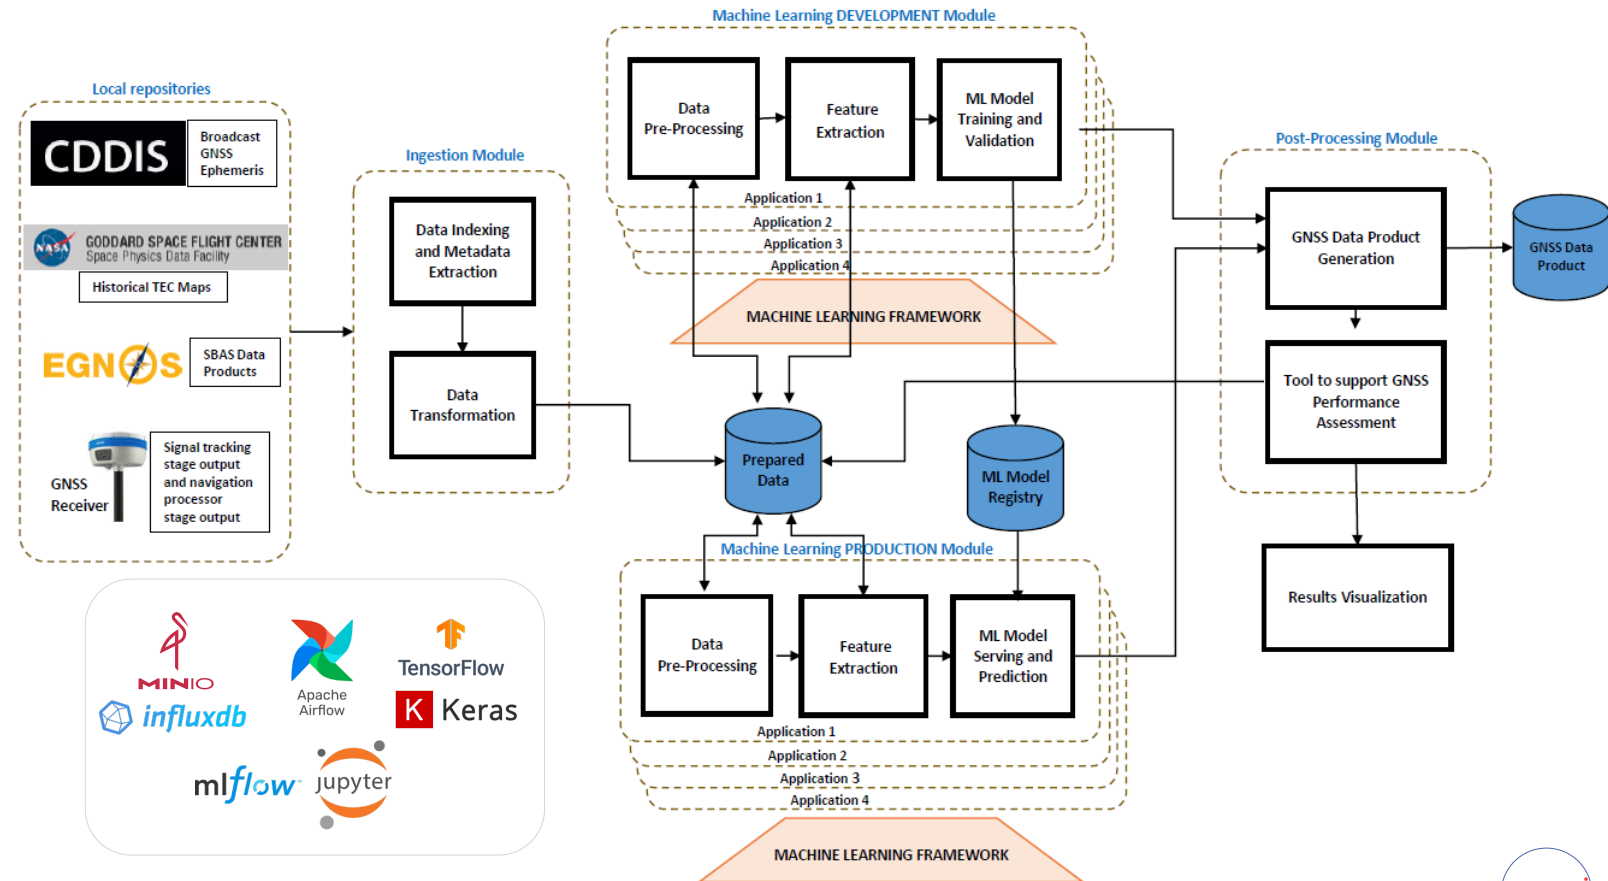 Machine Learning DEVELOPMENT Module
Local repositories
CDDIS
Broadcast
GNSS
Ephemeris
NASA
GODDARD SPACE FLIGHT CENTER
Space Physics Data Facility
Historical TEC Maps
EGNOS
SBAS Data
Products
GNSS
Receiver
Signal tracking
stage output
and navigation
processor
stage output
Ingestion Module
Data Indexing
and Metadata
Extraction
Data
Transformation
Data
Pre-Processing
Feature
Extraction
ML Model
Training and
Validation
Application 1
Application 2
Application 3
Application 4
MACHINE LEARNING FRAMEWORK
Prepared
Data
ML Model
Registry
Machine Learning PRODUCTION Module
Data
Pre-Processing
Feature
Extraction
ML Model
Serving and
Prediction
Application 1
Application 2
Application 3
Application 4
MACHINE LEARNING FRAMEWORK
Post-Processing Module
GNSS Data Product
Generation
GNSS Data
Product
Tool to support GNSS
Performance
Assessment
Results Visualization
MINIO
influxdb
Apache
Airflow
TensorFlow
K Keras
mlflow
jupyter